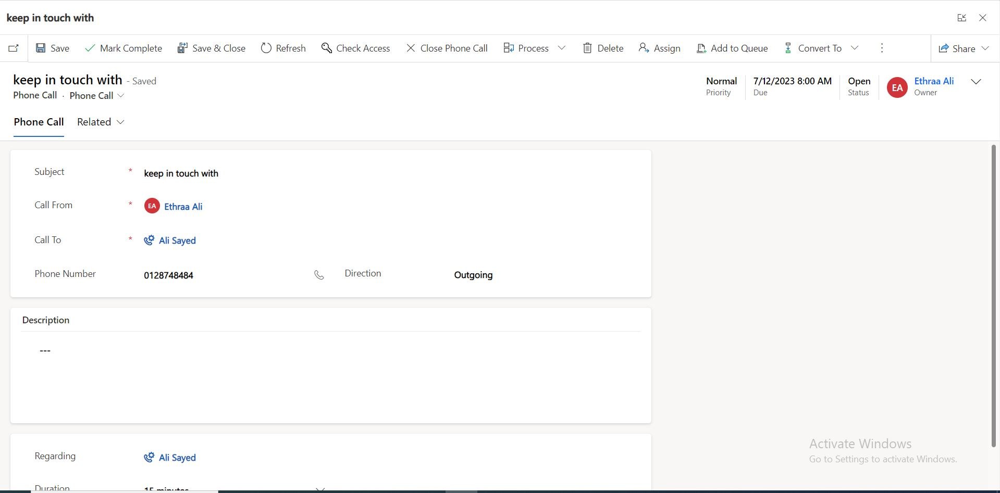 keep in touch with
Save Mark Complete Save & Close Refresh Check Access Close Phone Call Process Delete Assign Add to Queue Convert To Share
keep in touch with - Saved
Phone Call · Phone Call
Normal
Priority
7/12/2023 8:00 AM
Due
Open
Status
EA
Ethraa Ali
Owner
Phone Call Related
Subject * keep in touch with
Call From * EA Ethraa Ali
Call To * Ali Sayed
Phone Number 0128748484 Direction Outgoing
Description
---
Regarding Ali Sayed
Duration 15 minutes
Activate Windows
Go to Settings to activate Windows.